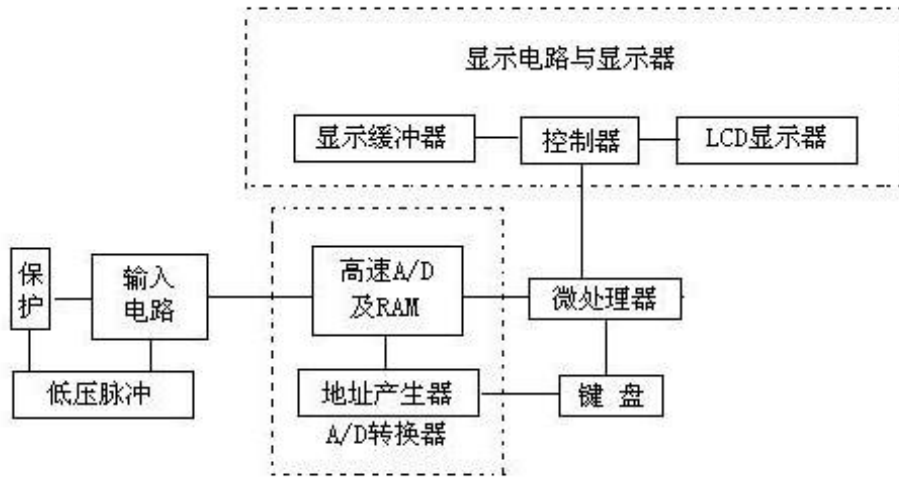 显示电路与显示器
显示缓冲器
控制器
LCD显示器
保护
输入
电路
高速A/D
及RAM
微处理器
低压脉冲
地址产生器
键 盘
A/D转换器